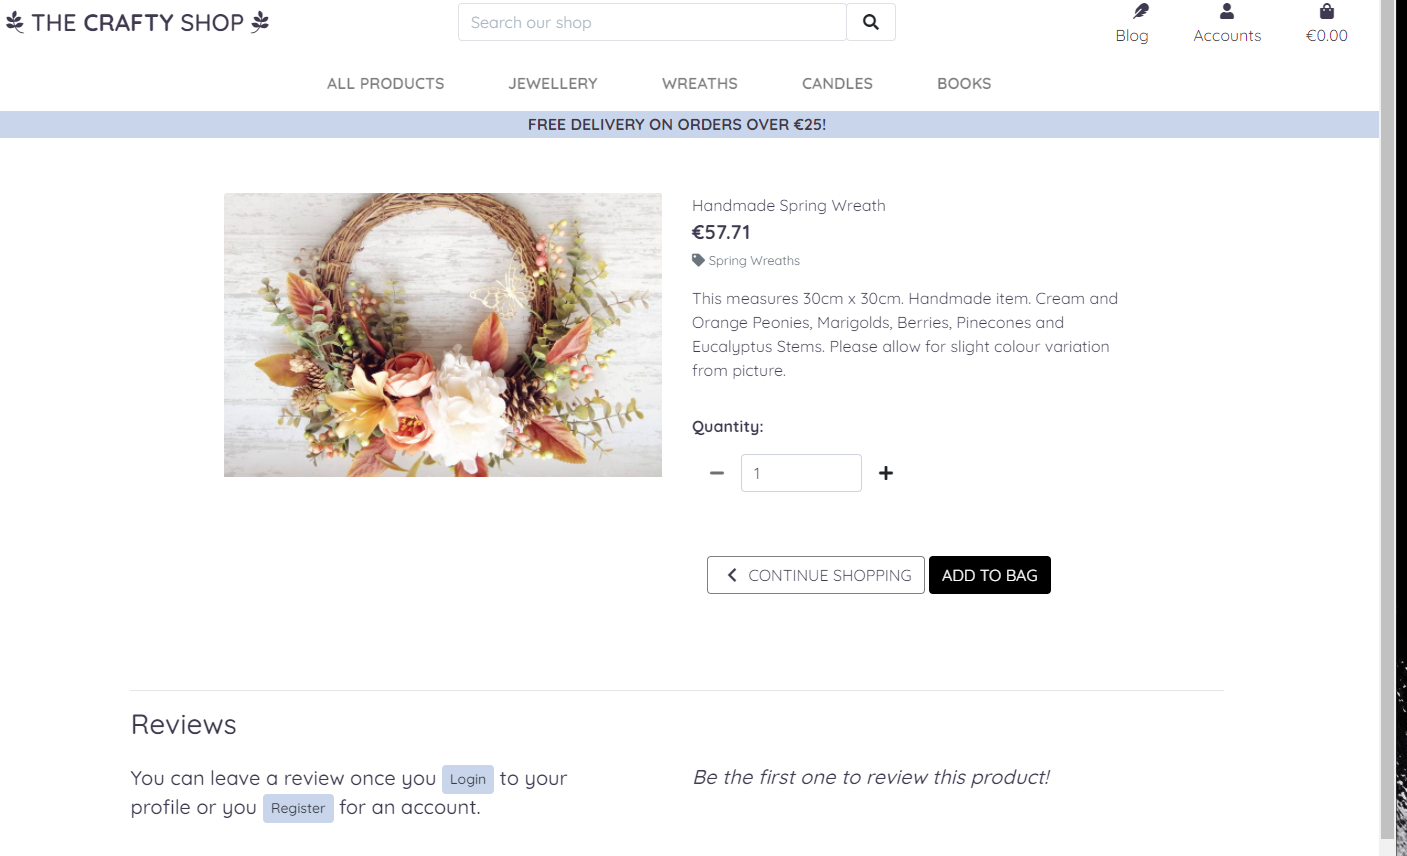 THE CRAFTY SHOP
Search our shop
Blog
Accounts
€0.00
ALL PRODUCTS
JEWELLERY
WREATHS
CANDLES
BOOKS
FREE DELIVERY ON ORDERS OVER €25!
Handmade Spring Wreath
€57.71
Spring Wreaths
This measures 30cm x 30cm. Handmade item. Cream and
Orange Peonies, Marigolds, Berries, Pinecones and
Eucalyptus Stems. Please allow for slight colour variation
from picture.
Quantity:
1
CONTINUE SHOPPING
ADD TO BAG
Reviews
You can leave a review once you Login to your
profile or you Register for an account.
Be the first one to review this product!